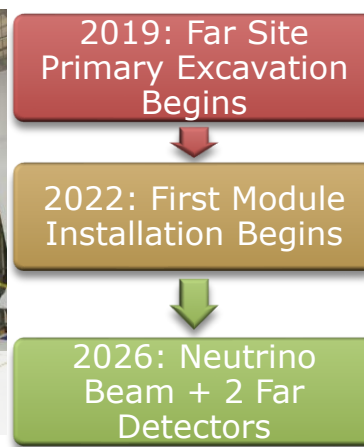 2019: Far Site
Primary Excavation
Begins
2022: First Module
Installation Begins
2026: Neutrino
Beam + 2 Far
Detectors